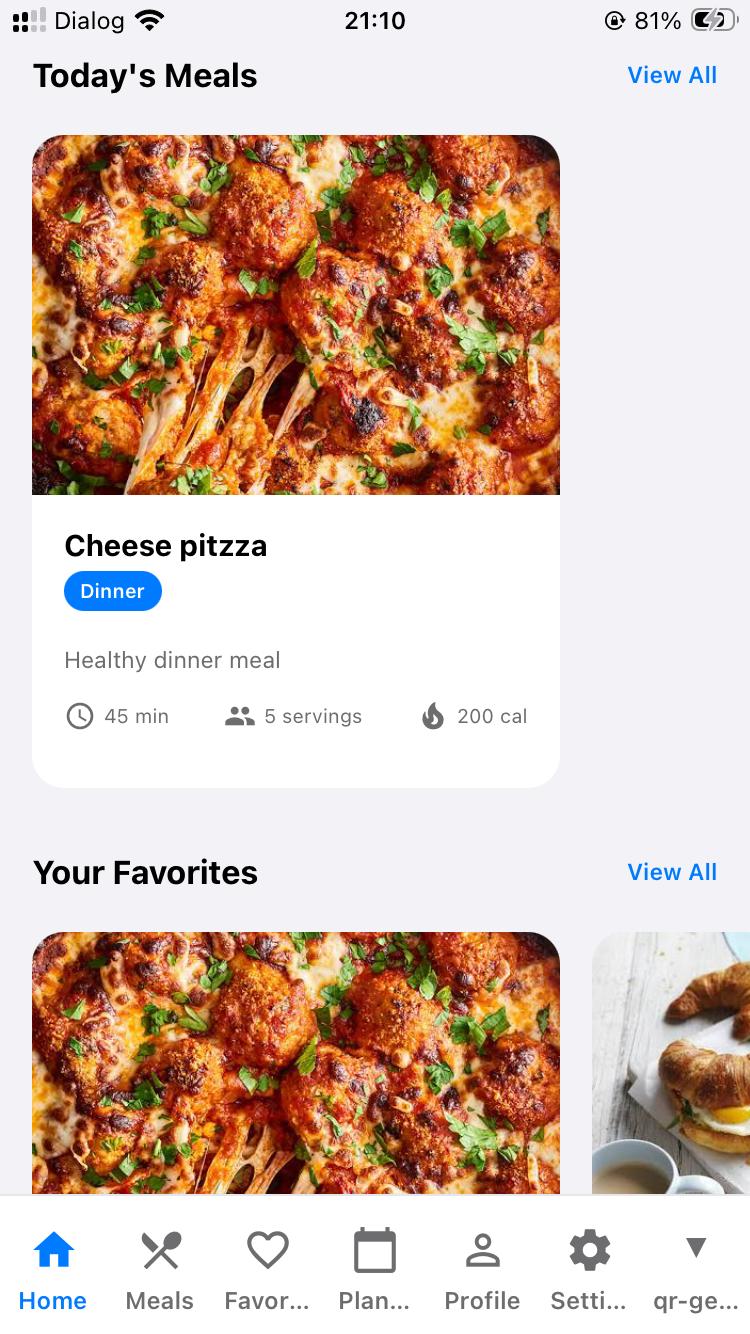 Dialog 21:10 81%
Today's Meals View All
Cheese pitzza
Dinner
Healthy dinner meal
45 min 5 servings 200 cal
Your Favorites View All
Home Meals Favor... Plan... Profile Setti... qr-ge...